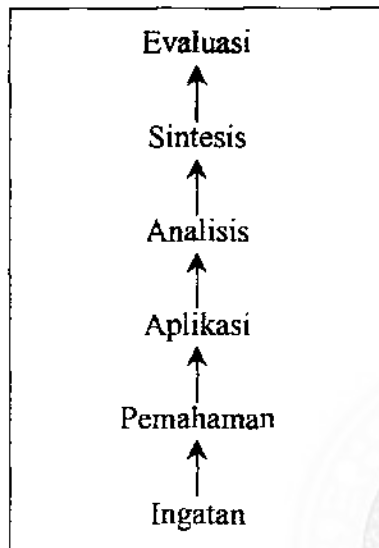 Evaluasi
Sintesis
Analisis
Aplikasi
Pemahaman
Ingatan